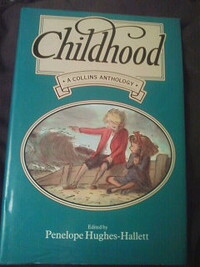 Childhood
• A COLLINS ANTHOLOGY •
Edited by
Penelope Hughes-Hallett